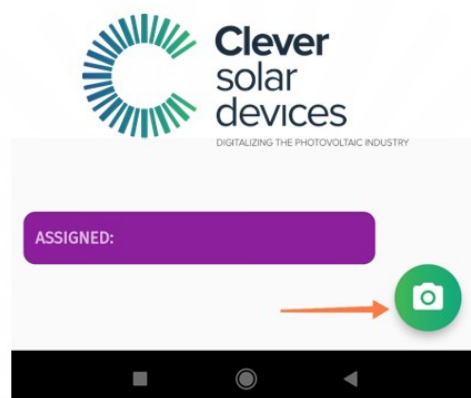 Clever
solar
devices
DIGITALIZING THE PHOTOVOLTAIC INDUSTRY
ASSIGNED: